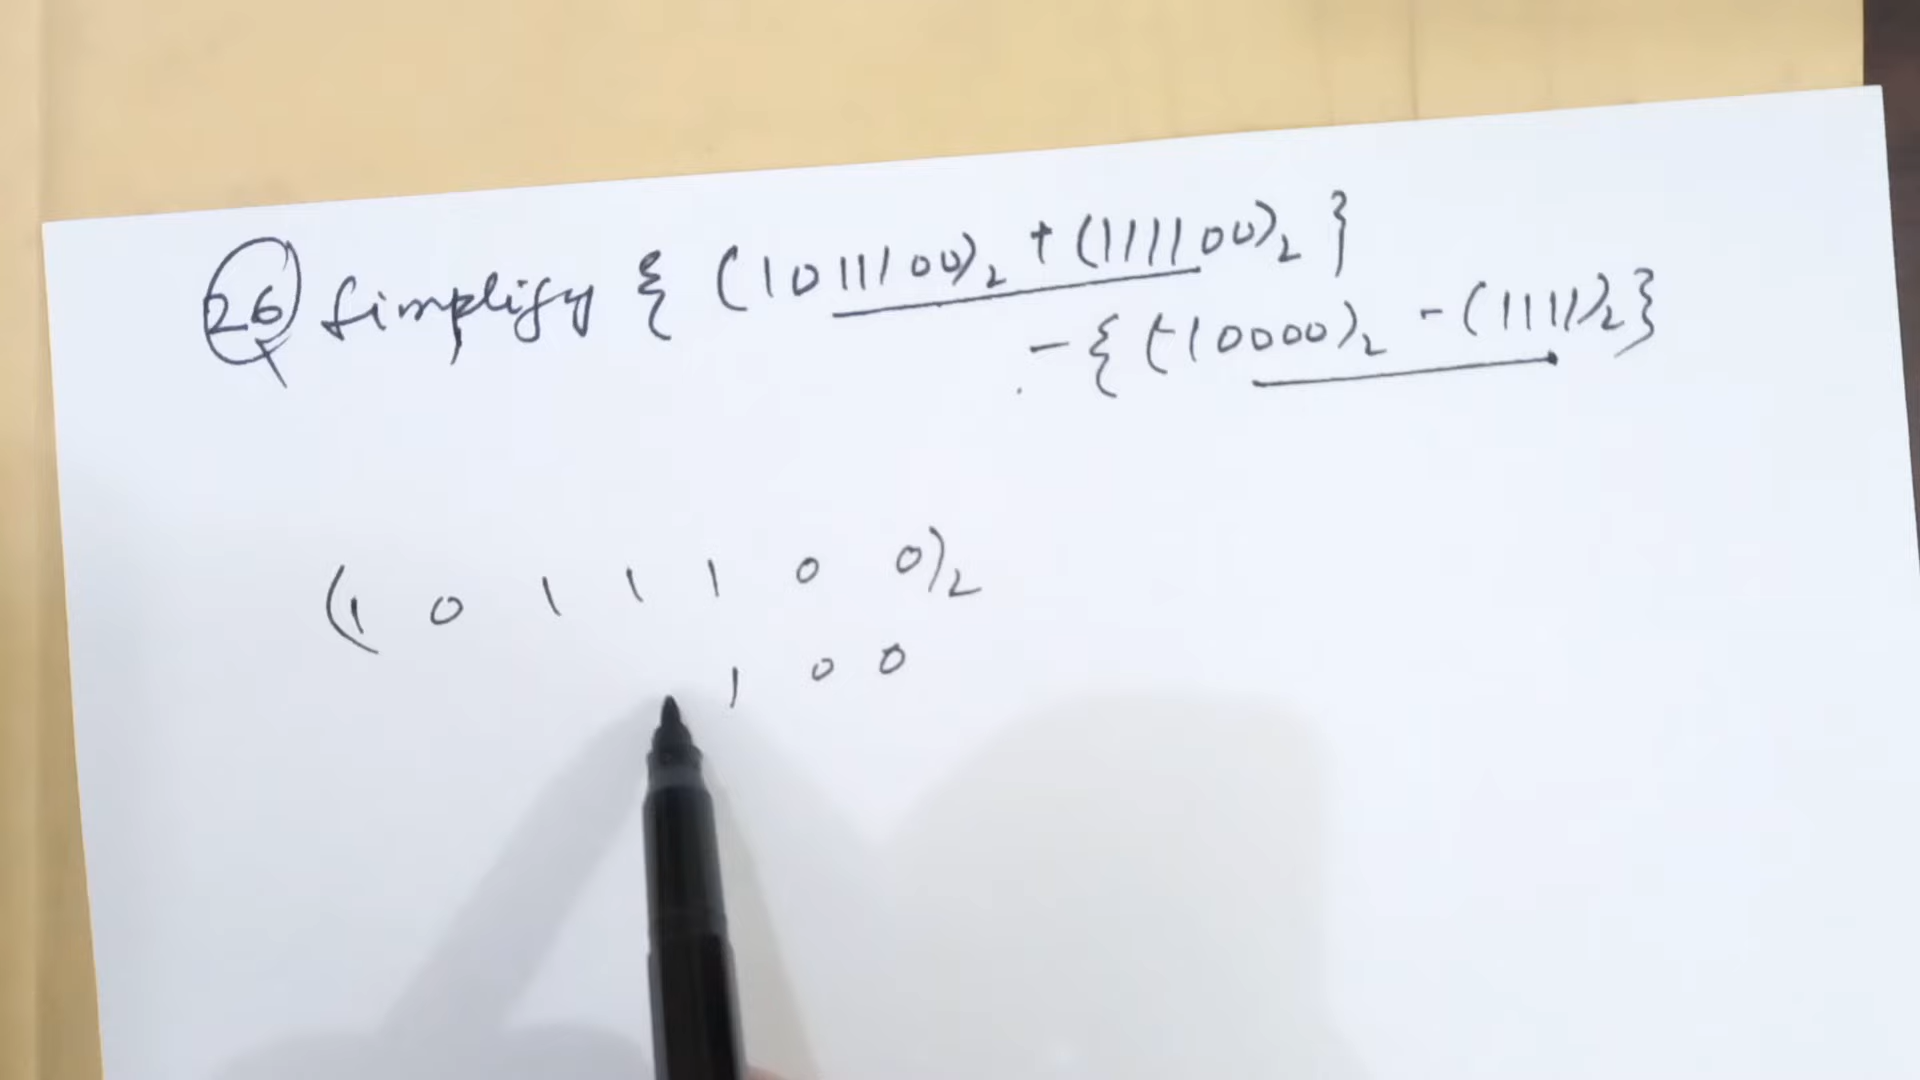 26 Simplify { (1011100)₂ + (111100)₂ }
- { (-10000)₂ - (1111)₂ }
(1 0 1 1 1 0 0)₂
1 0 0